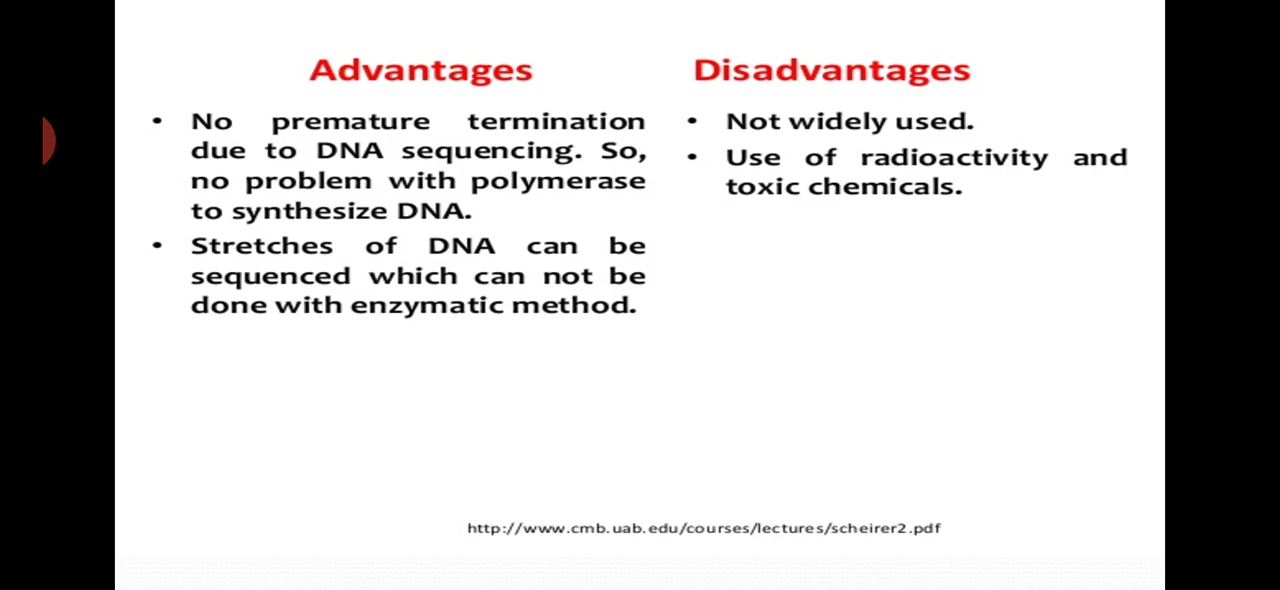 Advantages
• No premature termination
due to DNA sequencing. So,
no problem with polymerase
to synthesize DNA.
• Stretches of DNA can be
sequenced which can not be
done with enzymatic method.
Disadvantages
• Not widely used.
• Use of radioactivity and
toxic chemicals.
http://www.cmb.uab.edu/courses/lectures/scheirer2.pdf